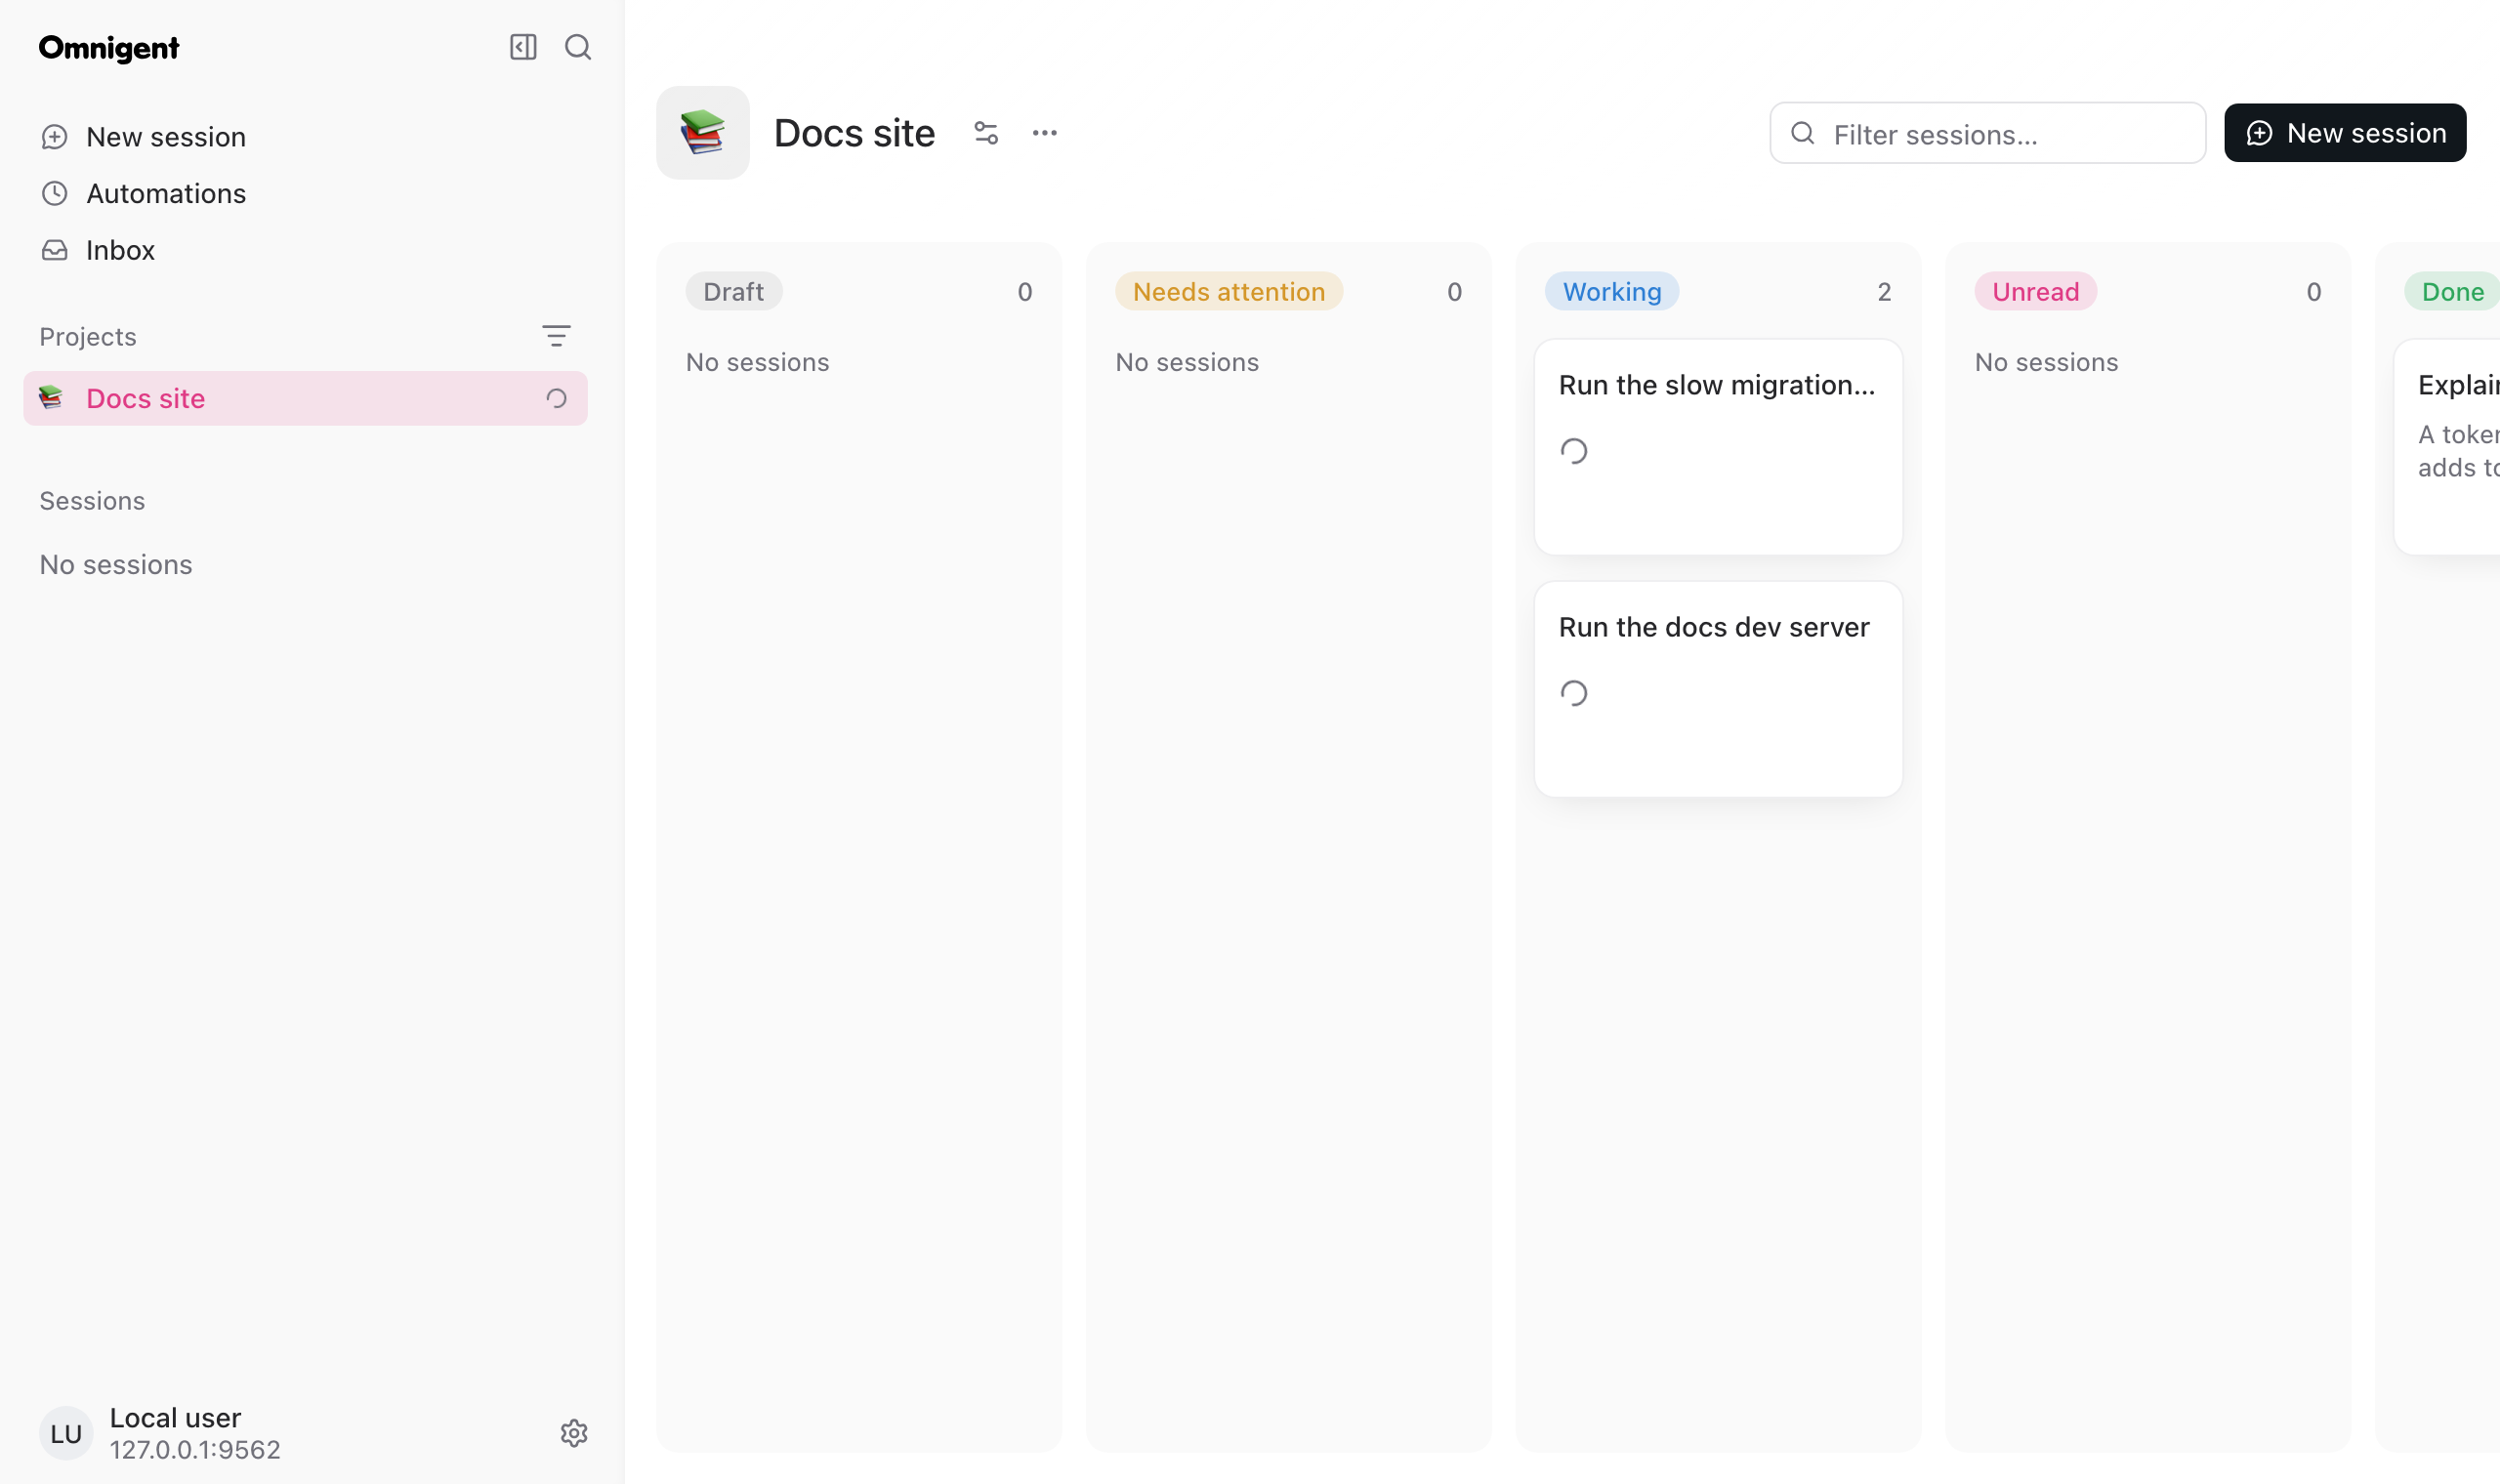 Omnigent
New session
Automations
Inbox
Projects
Docs site
Sessions
No sessions
LU
Local user
127.0.0.1:9562
Docs site
Filter sessions...
New session
Draft
0
No sessions
Needs attention
0
No sessions
Working
2
Run the slow migration...
Run the docs dev server
Unread
0
No sessions
Done
A
adds